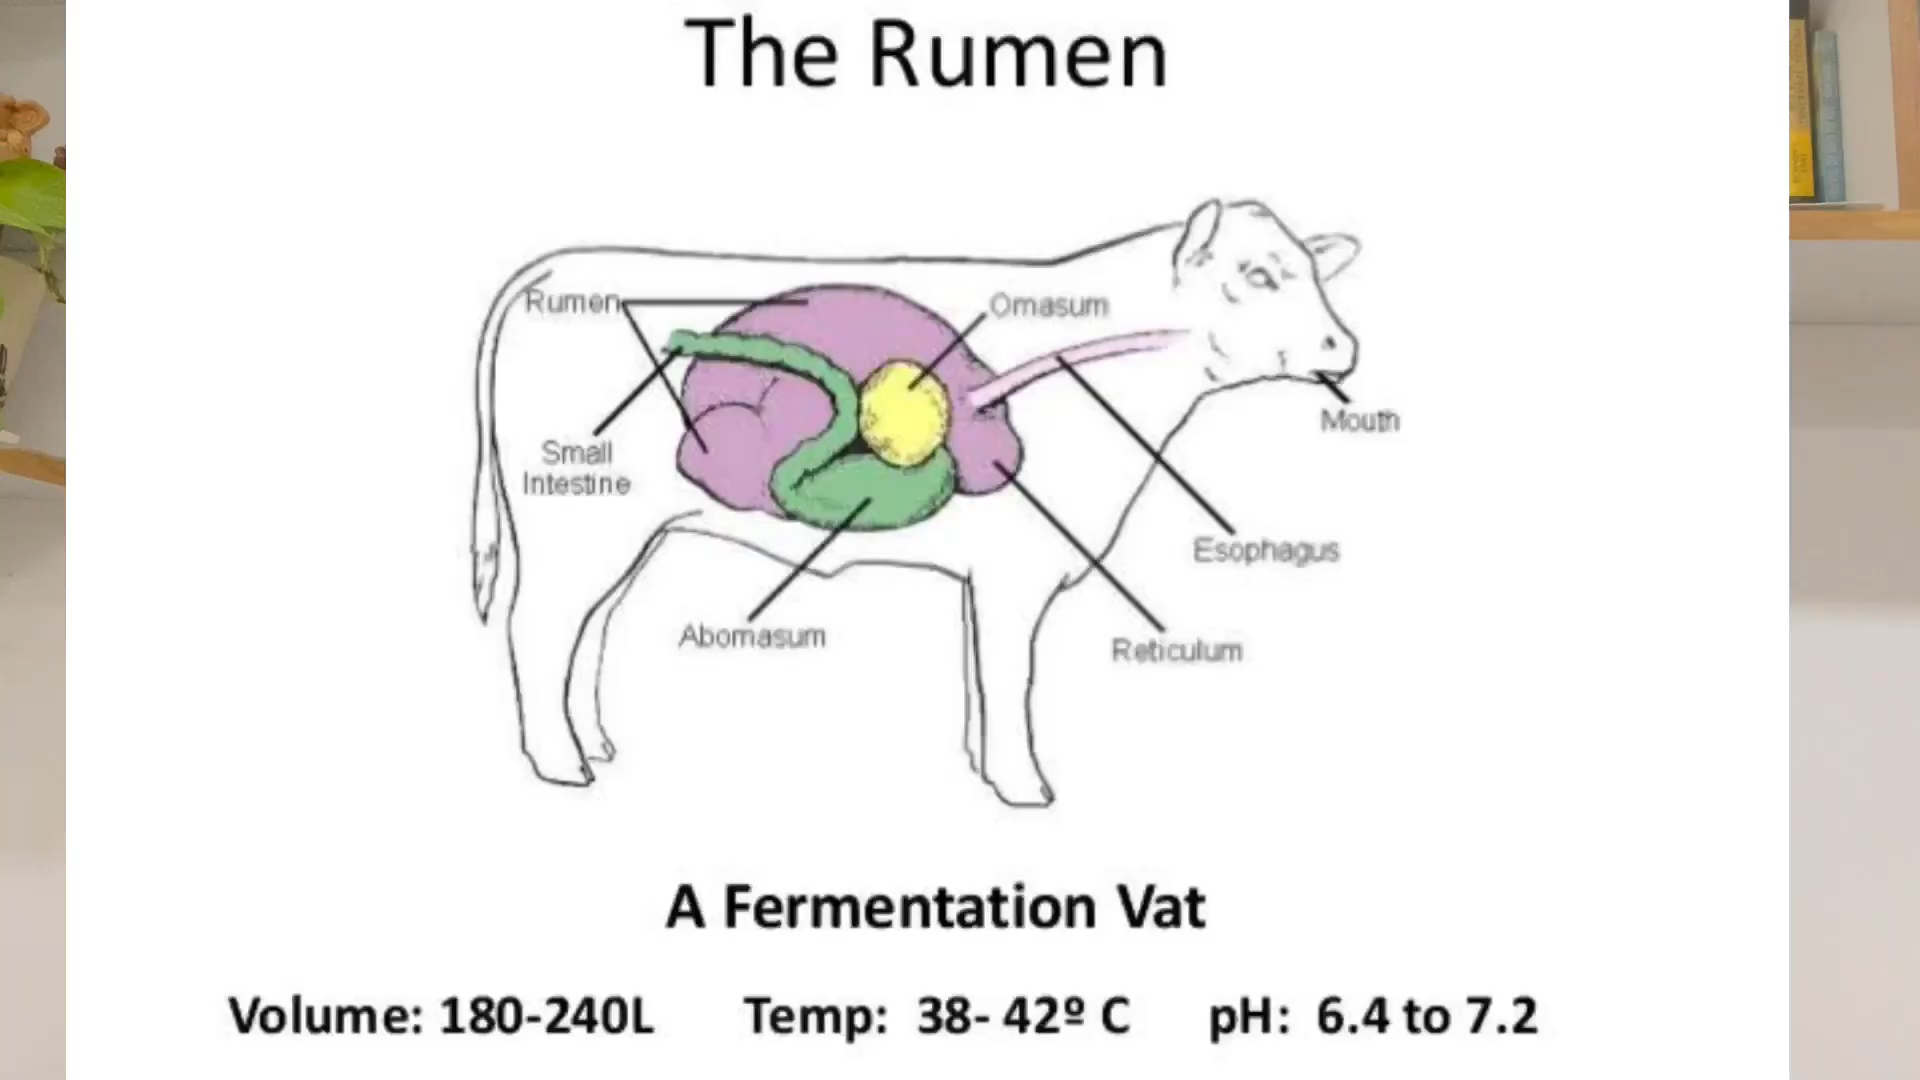 The Rumen
Rumen
Omasum
Mouth
Small
Intestine
Esophagus
Abomasum
Reticulum
A Fermentation Vat
Volume: 180-240L Temp: 38- 42º C pH: 6.4 to 7.2